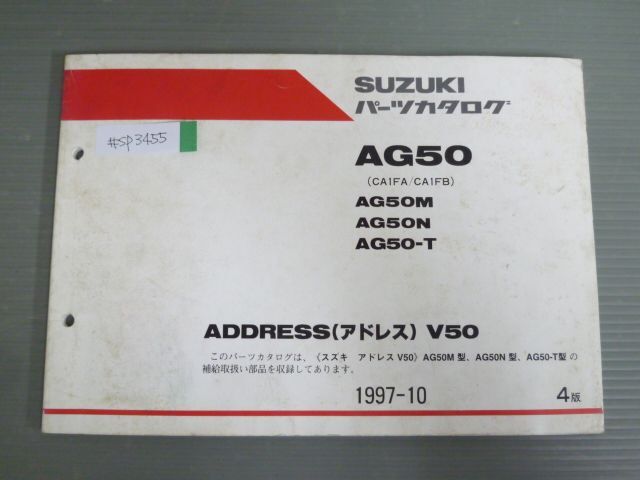 SUZUKI
パーツカタログ
#SP3455
AG50
(CA1FA/CA1FB)
AG50M
AG50N
AG50-T
ADDRESS(アドレス) V50
このパーツカタログは、《スズキ アドレスV50》AG50M型、AG50N型、AG50-T型の
補給取扱い部品を収録してあります。
1997-10
4版